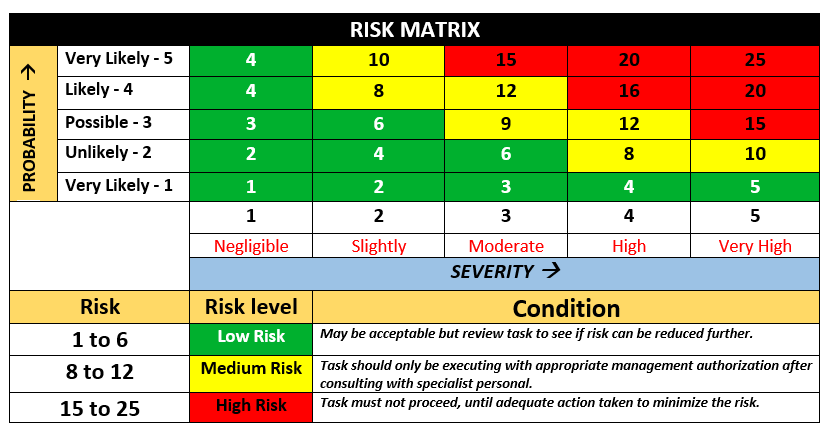 RISK MATRIX
PROBABILITY →
Very Likely - 5 4 10 15 20 25
Likely - 4 4 8 12 16 20
Possible - 3 3 6 9 12 15
Unlikely - 2 2 4 6 8 10
Very Likely - 1 1 2 3 4 5
1 2 3 4 5
Negligible Slightly Moderate High Very High
SEVERITY →
Risk Risk level Condition
1 to 6 Low Risk May be acceptable but review task to see if risk can be reduced further.
8 to 12 Medium Risk Task should only be executing with appropriate management authorization after
consulting with specialist personal.
15 to 25 High Risk Task must not proceed, until adequate action taken to minimize the risk.